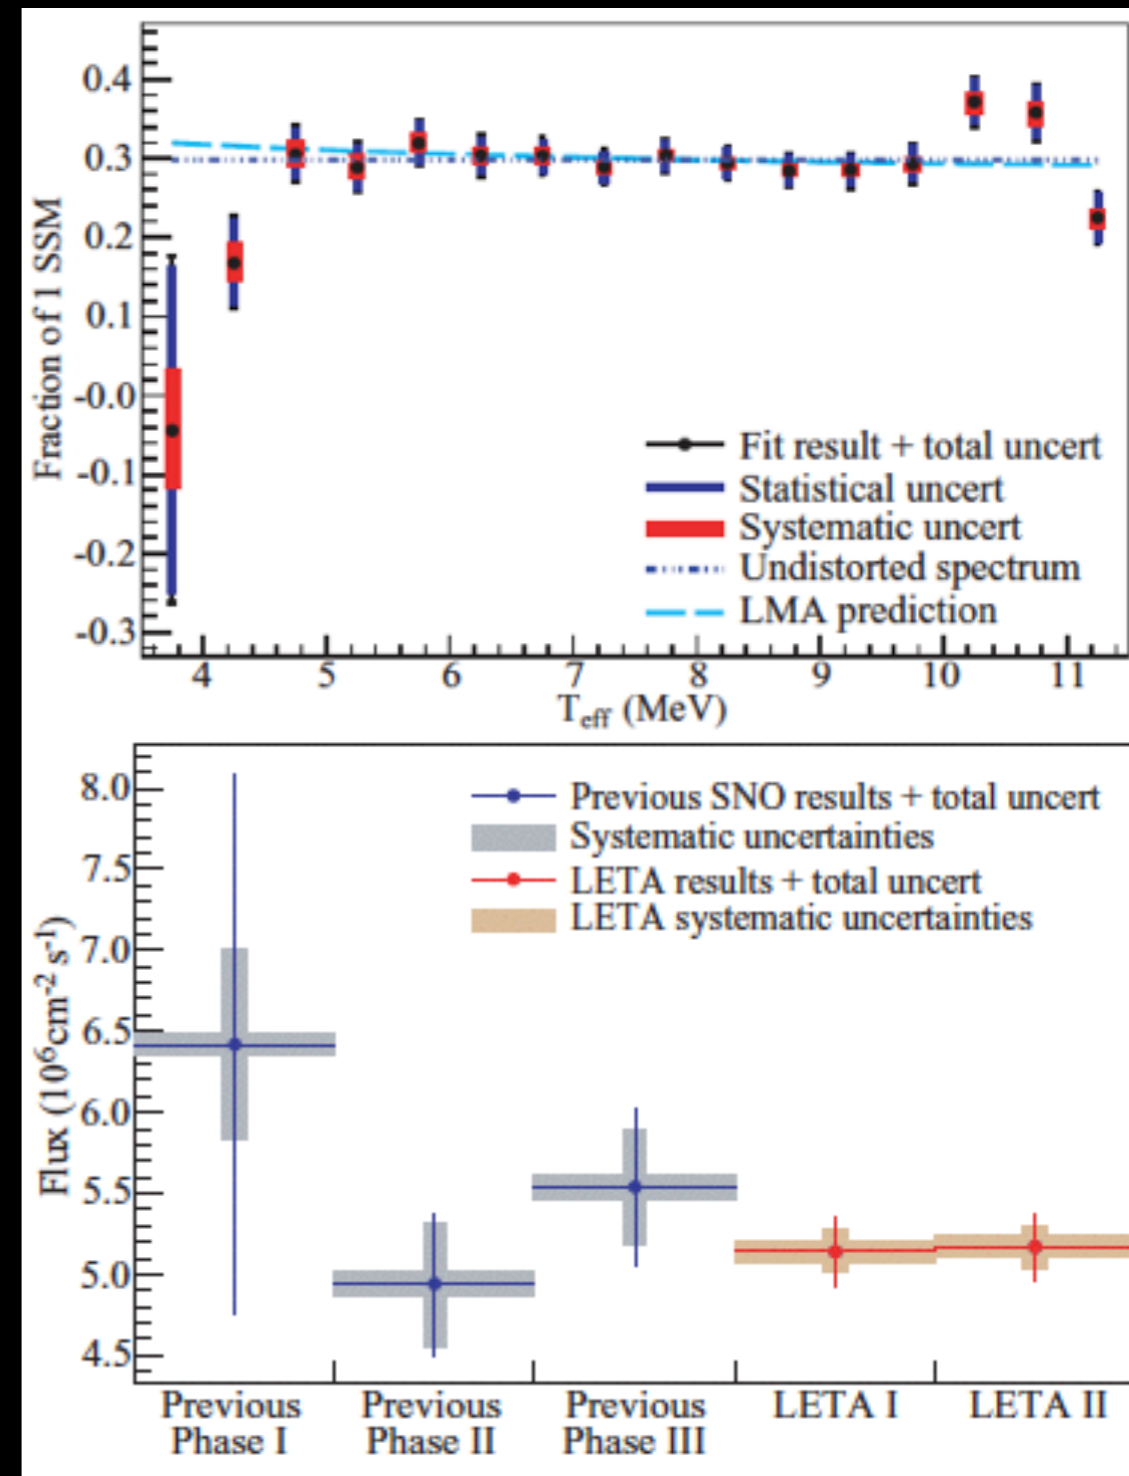 0.4
0.3
0.2
0.1
-0.0
-0.1
-0.2
-0.3
Fraction of 1 SSM
Fit result + total uncert
Statistical uncert
Systematic uncert
Undistorted spectrum
LMA prediction
4 5 6 7 8 9 10 11
T_eff (MeV)
8.0
7.5
7.0
6.5
6.0
5.5
5.0
4.5
Flux (10⁶cm⁻² s⁻¹)
Previous SNO results + total uncert
Systematic uncertainties
LETA results + total uncert
LETA systematic uncertainties
Previous Previous Previous LETA I LETA II
Phase I Phase II Phase III